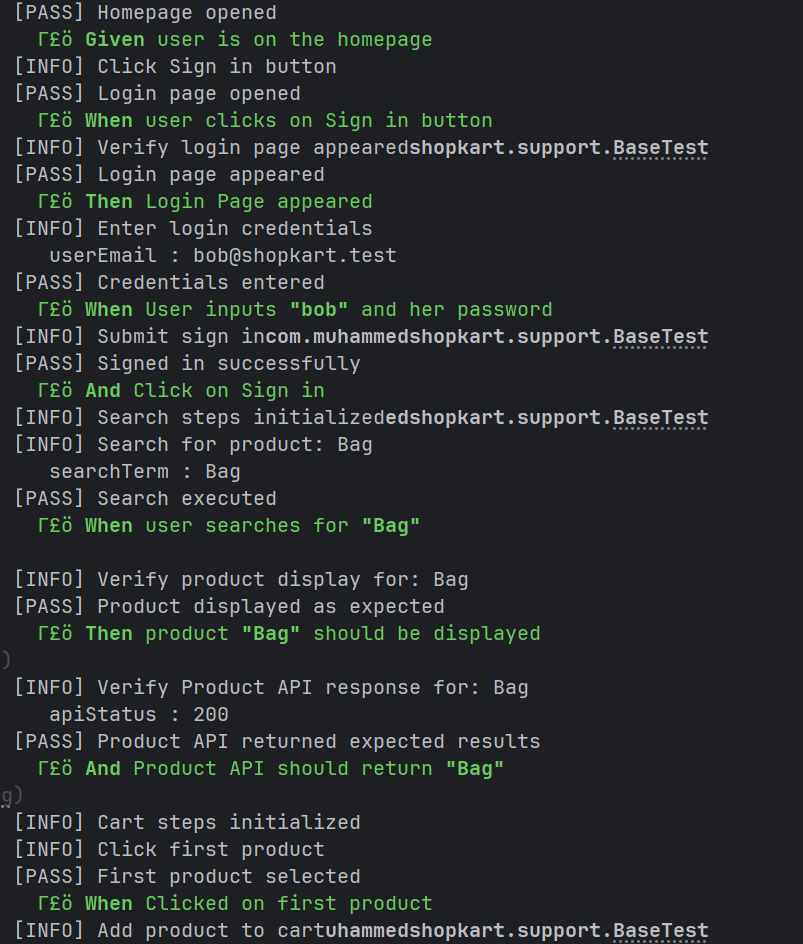 [PASS] Homepage opened
Γ£ö Given user is on the homepage
[INFO] Click Sign in button
[PASS] Login page opened
Γ£ö When user clicks on Sign in button
[INFO] Verify login page appearedshopkart.support.BaseTest
[PASS] Login page appeared
Γ£ö Then Login Page appeared
[INFO] Enter login credentials
userEmail : bob@shopkart.test
[PASS] Credentials entered
Γ£ö When User inputs "bob" and her password
[INFO] Submit sign incom.muhammedshopkart.support.BaseTest
[PASS] Signed in successfully
Γ£ö And Click on Sign in
[INFO] Search steps initializededshopkart.support.BaseTest
[INFO] Search for product: Bag
searchTerm : Bag
[PASS] Search executed
Γ£ö When user searches for "Bag"
[INFO] Verify product display for: Bag
[PASS] Product displayed as expected
Γ£ö Then product "Bag" should be displayed
)
[INFO] Verify Product API response for: Bag
apiStatus : 200
[PASS] Product API returned expected results
Γ£ö And Product API should return "Bag"
g)
[INFO] Cart steps initialized
[INFO] Click first product
[PASS] First product selected
Γ£ö When Clicked on first product
[INFO] Add product to cartuhammedshopkart.support.BaseTest